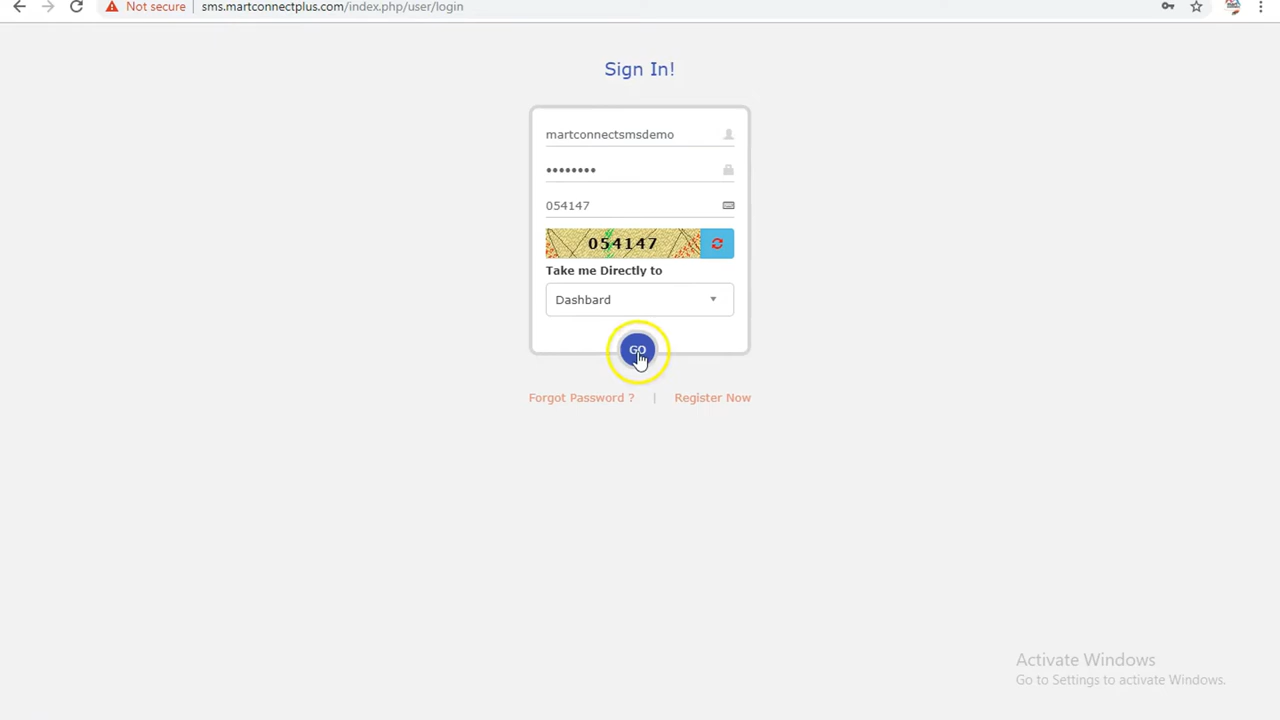 Not secure sms.martconnectplus.com/index.php/user/login
Sign In!
martconnectsmsdemo
••••••••
054147
054147
Take me Directly to
Dashbard
GO
Forgot Password ? | Register Now
Activate Windows
Go to Settings to activate Windows.